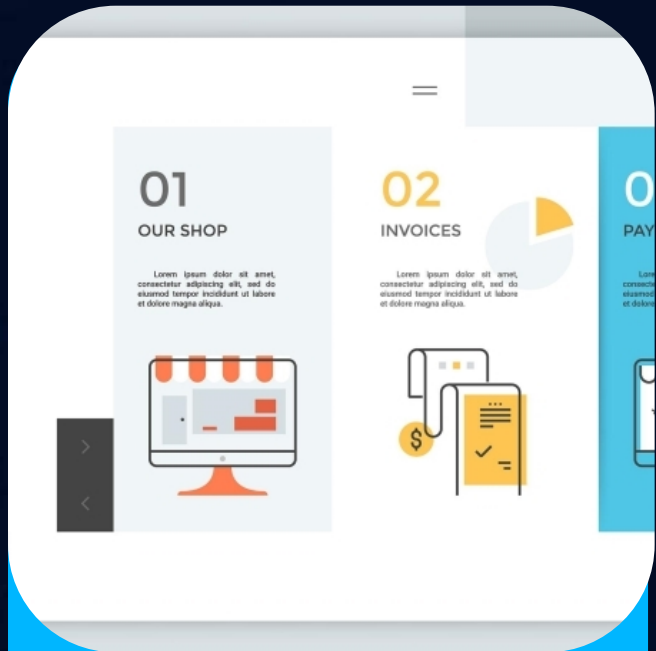 01
OUR SHOP
Lorem ipsum dolor sit amet,
consectetur adipiscing elit, sed do
eiusmod tempor incididunt ut labore
et dolore magna aliqua.
02
INVOICES
Lorem ipsum dolor sit amet,
consectetur adipiscing elit, sed do
eiusmod tempor incididunt ut labore
et dolore magna aliqua.
$
0
PAY